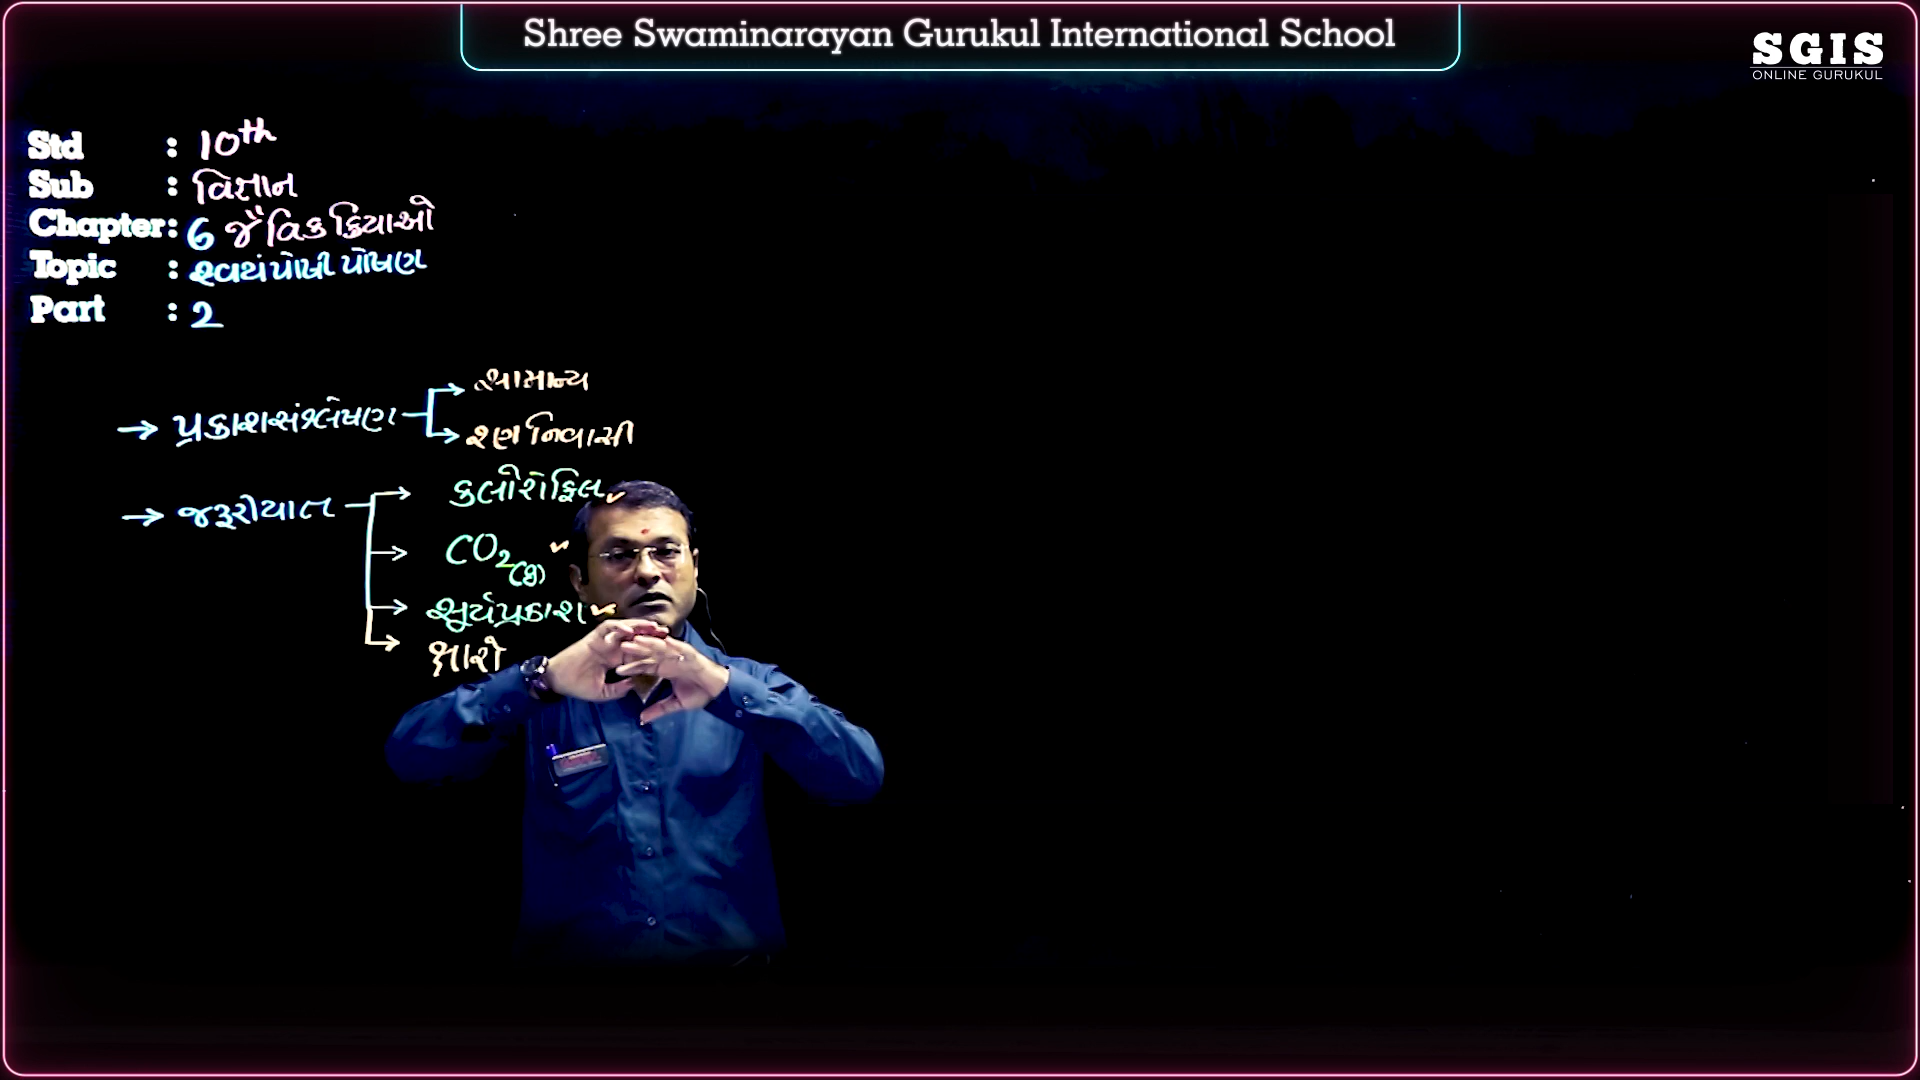 Shree Swaminarayan Gurukul International School
SGIS
ONLINE GURUKUL
Std : 10th
Sub : વિજ્ઞાન
Chapter: 6 જૈવિક ક્રિયાઓ
Topic : સ્વયંપોષી પોષણ
Part : 2
→ પ્રકાશસંશ્લેષણ → સામાન્ય
→ રણ નિવાસી
→ જરૂરીયાત → ક્લોરોફિલ ✓
→ CO2(g) ✓
→ સૂર્યપ્રકાશ ✓
→ ક્ષારો